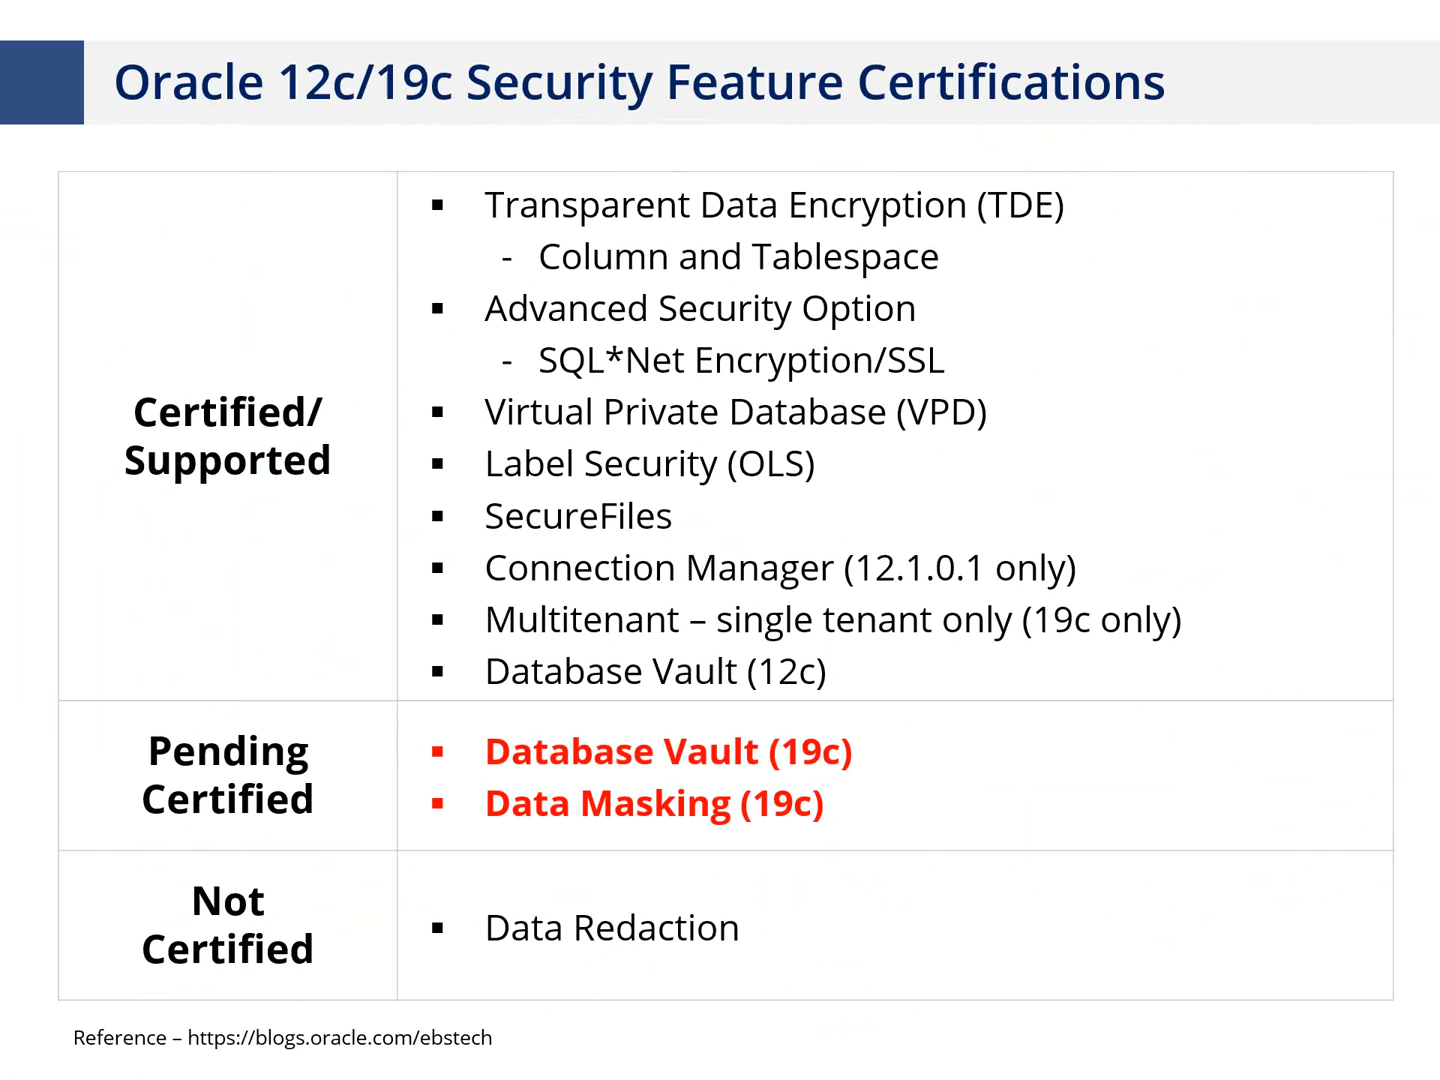 Oracle 12c/19c Security Feature Certifications
Certified/
Supported
▪ Transparent Data Encryption (TDE)
- Column and Tablespace
▪ Advanced Security Option
- SQL*Net Encryption/SSL
▪ Virtual Private Database (VPD)
▪ Label Security (OLS)
▪ SecureFiles
▪ Connection Manager (12.1.0.1 only)
▪ Multitenant – single tenant only (19c only)
▪ Database Vault (12c)
Pending
Certified
▪ Database Vault (19c)
▪ Data Masking (19c)
Not
Certified
▪ Data Redaction
Reference – https://blogs.oracle.com/ebstech